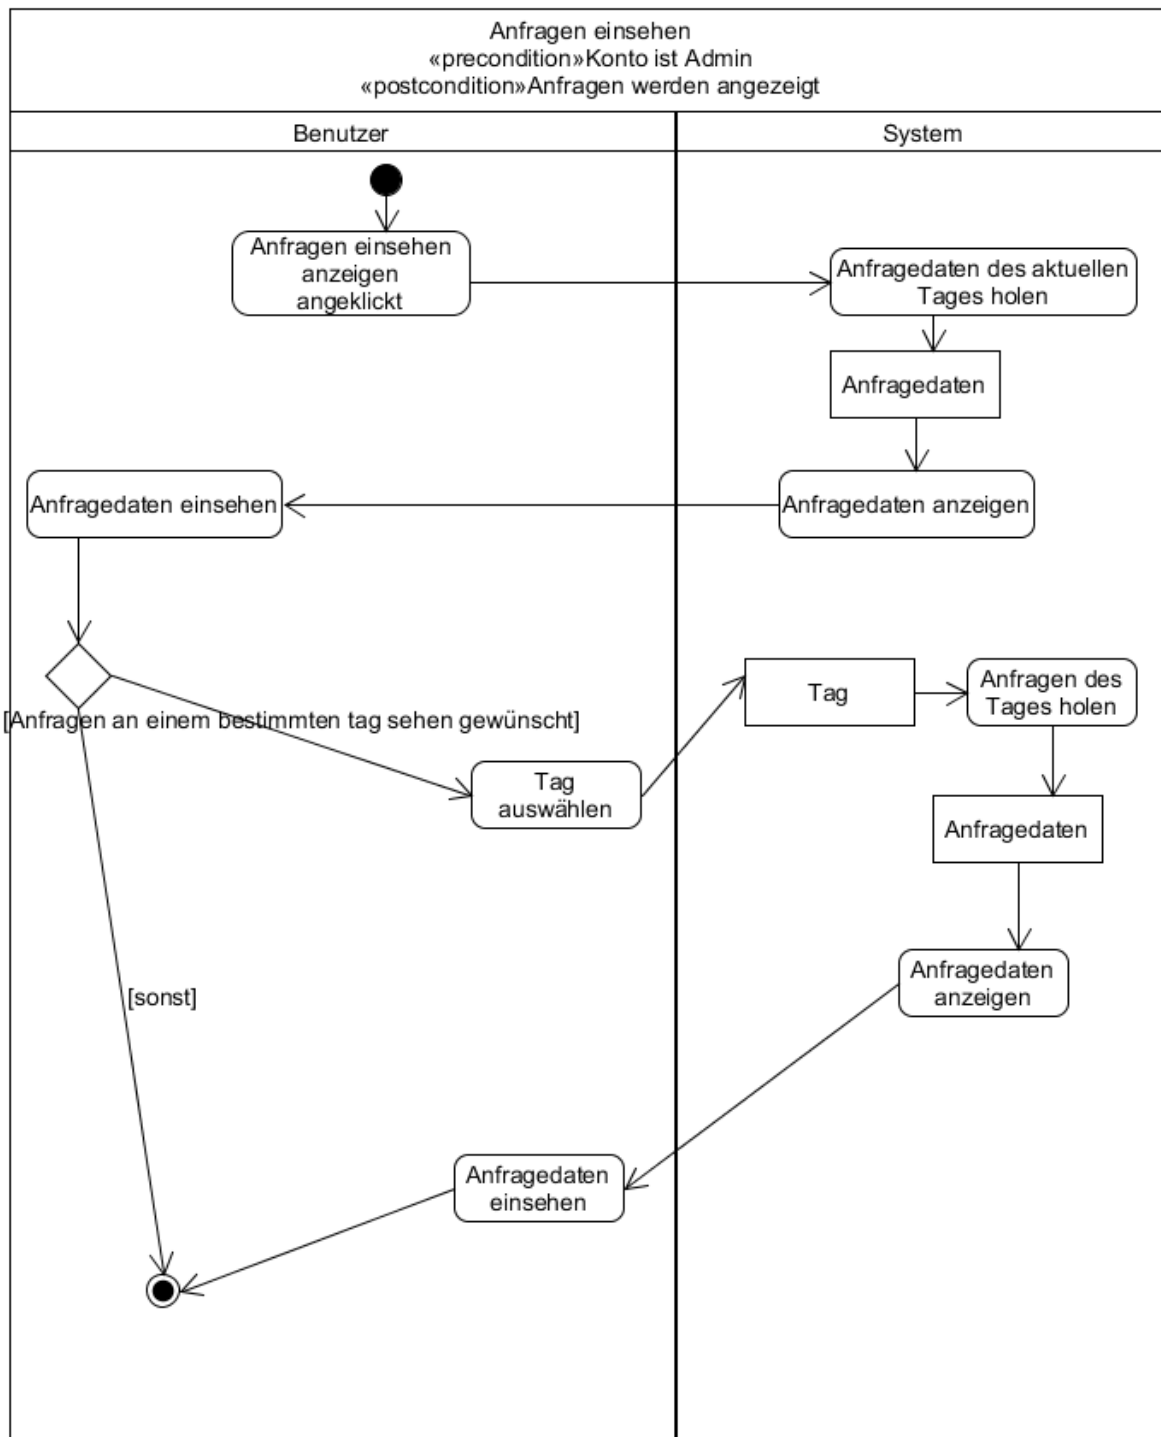 Anfragen einsehen
«precondition»Konto ist Admin
«postcondition»Anfragen werden angezeigt
Benutzer
System
Anfragen einsehen
anzeigen
angeklickt
Anfragedaten des aktuellen
Tages holen
Anfragedaten
Anfragedaten anzeigen
Anfragedaten einsehen
[Anfragen an einem bestimmten tag sehen gewünscht]
Tag
auswählen
Tag
Anfragen des
Tages holen
Anfragedaten
Anfragedaten
anzeigen
[sonst]
Anfragedaten
einsehen